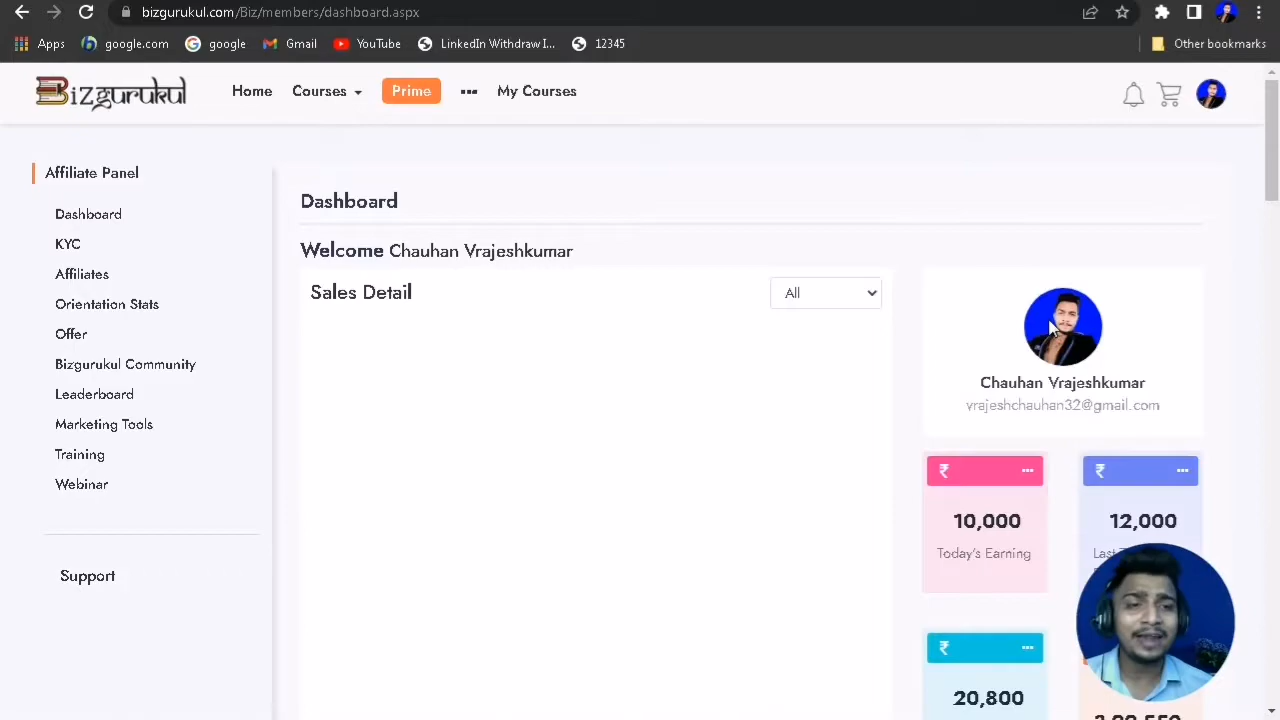 bizgurukul.com/Biz/members/dashboard.aspx
Apps
google.com
google
Gmail
YouTube
LinkedIn Withdraw I...
12345
Other bookmarks
Bizgurukul
Home
Courses
Prime
My Courses
Affiliate Panel
Dashboard
KYC
Affiliates
Orientation Stats
Offer
Bizgurukul Community
Leaderboard
Marketing Tools
Training
Webinar
Support
Dashboard
Welcome Chauhan Vrajeshkumar
Sales Detail
All
Chauhan Vrajeshkumar
vrajeshchauhan32@gmail.com
₹
10,000
Today's Earning
₹
12,000
Last
₹
20,800